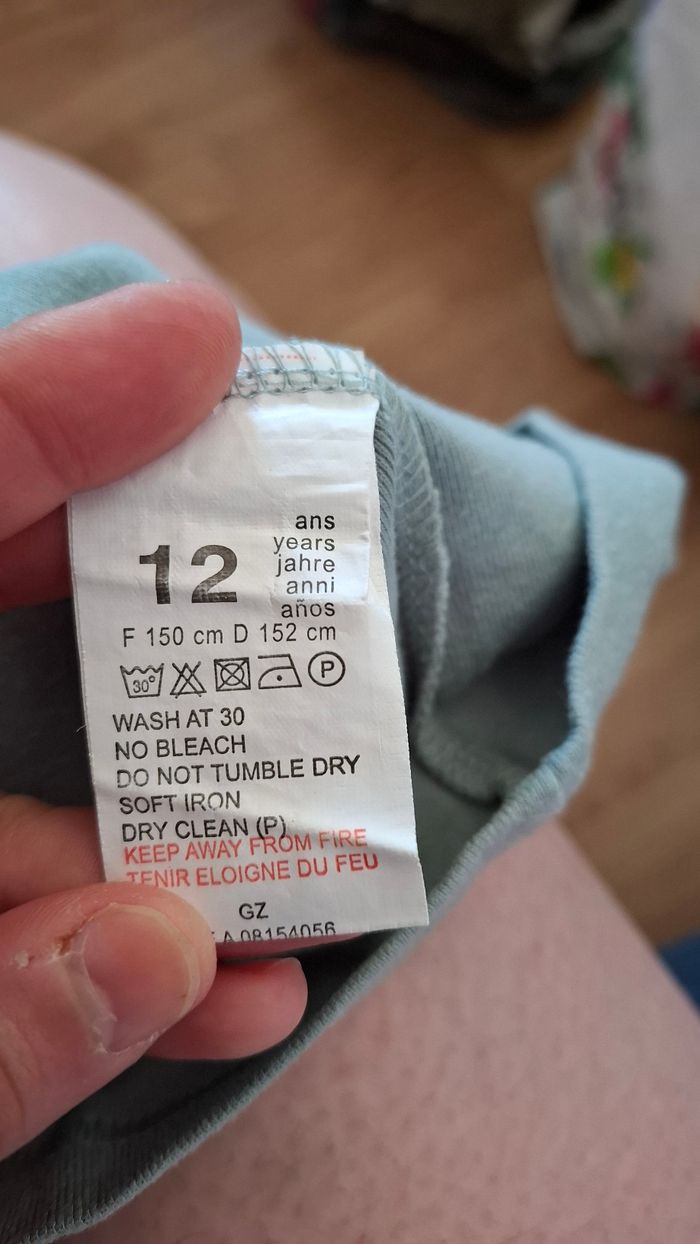 12
ans
years
jahre
anni
años
F 150 cm D 152 cm
30° P
WASH AT 30
NO BLEACH
DO NOT TUMBLE DRY
SOFT IRON
DRY CLEAN (P)
KEEP AWAY FROM FIRE
TENIR ELOIGNE DU FEU
GZ
A 08154056